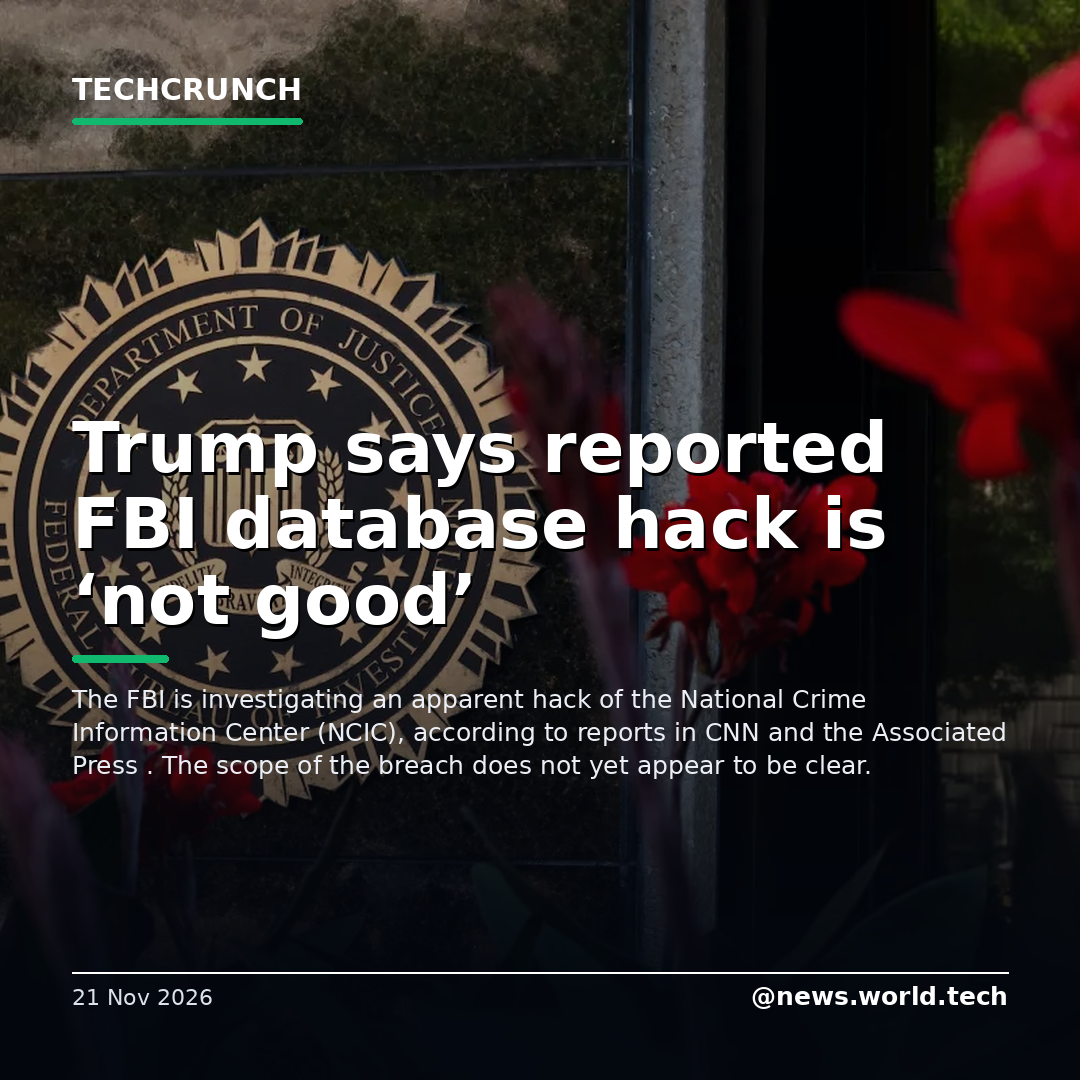 TECHCRUNCH
DEPARTMENT OF JUSTICE
Trump says reported
FBI database hack is
‘not good’
FEDERAL
The FBI is investigating an apparent hack of the National Crime
Information Center (NCIC), according to reports in CNN and the Associated
Press . The scope of the breach does not yet appear to be clear.
21 Nov 2026
@news.world.tech